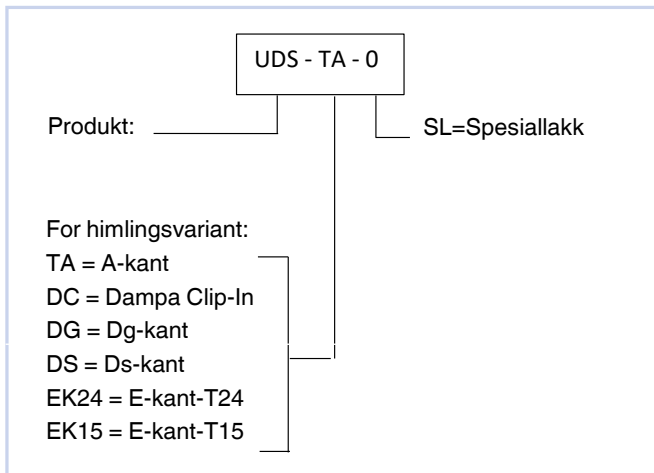 UDS - TA - 0
Produkt:
SL=Spesiallakk
For himlingsvariant:
TA = A-kant
DC = Dampa Clip-In
DG = Dg-kant
DS = Ds-kant
EK24 = E-kant-T24
EK15 = E-kant-T15